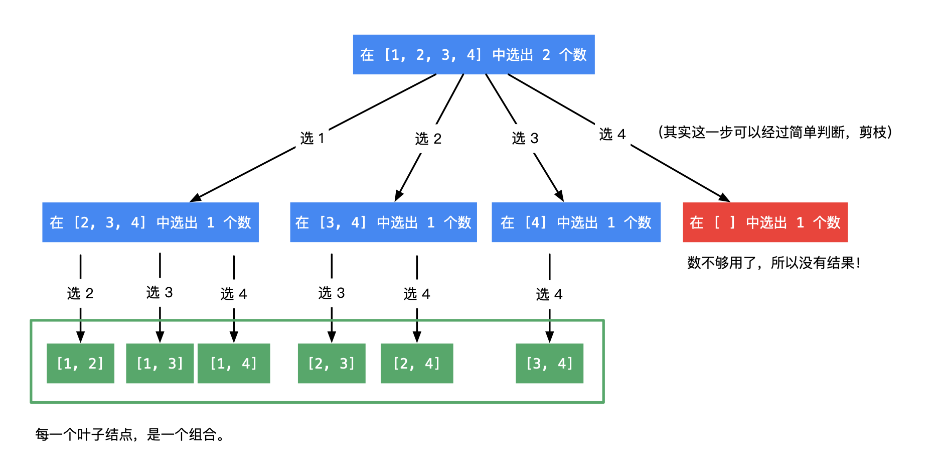 在 [1, 2, 3, 4] 中选出 2 个数
选 1
选 2
选 3
选 4
(其实这一步可以经过简单判断，剪枝)
在 [2, 3, 4] 中选出 1 个数
在 [3, 4] 中选出 1 个数
在 [4] 中选出 1 个数
在 [ ] 中选出 1 个数
数不够用了，所以没有结果！
选 2
选 3
选 4
选 3
选 4
选 4
[1, 2]
[1, 3]
[1, 4]
[2, 3]
[2, 4]
[3, 4]
每一个叶子结点，是一个组合。